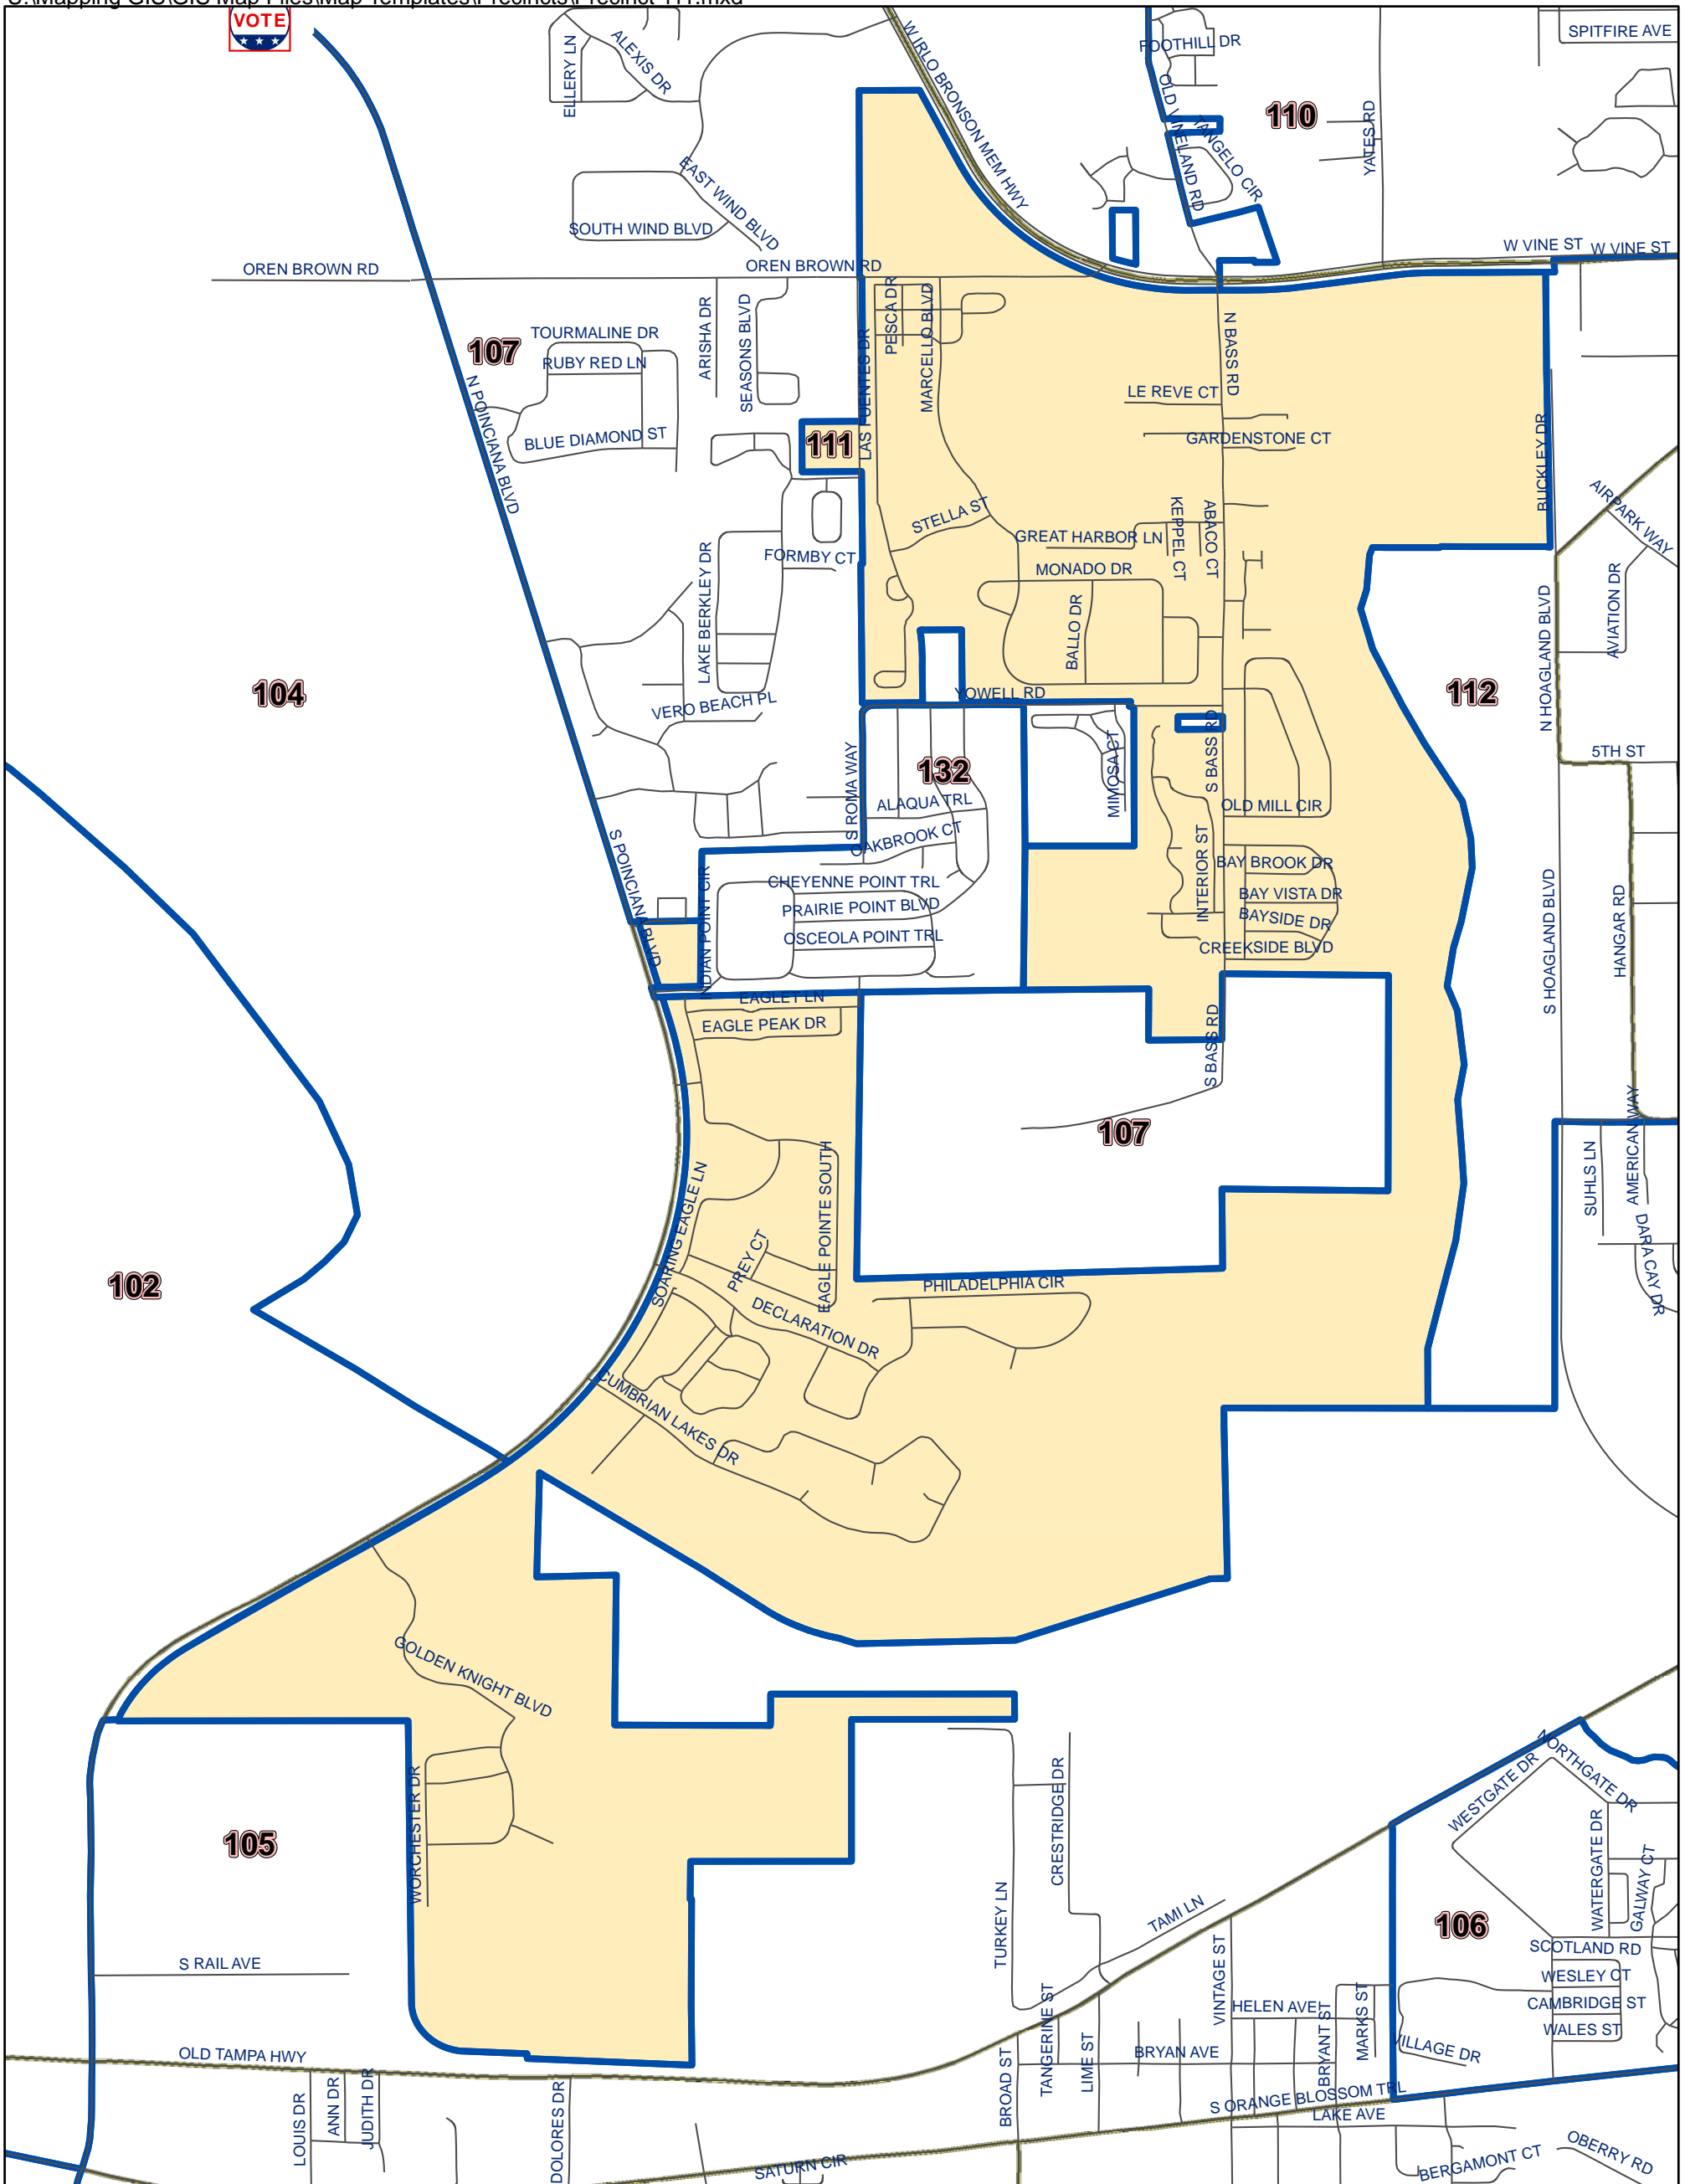 VOTE
ELLERY LN
ALEXIS DR
W IRLO BRONSON MEM HWY
FOOTHILL DR
SPITFIRE AVE
OLD VINELAND RD
TANGELO CIR
110
YATES RD
EAST WIND BLVD
SOUTH WIND BLVD
OREN BROWN RD
OREN BROWN RD
W VINE ST
W VINE ST
107
TOURMALINE DR
RUBY RED LN
BLUE DIAMOND ST
ARISHA DR
SEASONS BLVD
N POINCIANA BLVD
LAS FUENTES DR
PESCA DR
MARCELLO BLVD
N BASS RD
LE REVE CT
GARDENSTONE CT
BUCKLEY DR
111
AIRPARK WAY
STELLA ST
GREAT HARBOR LN
KEPPEL CT
ABACO CT
FORMBY CT
MONADO DR
BALLO DR
LAKE BERKLEY DR
AVIATION DR
N HOAGLAND BLVD
104
VERO BEACH PL
YOWELL RD
112
S ROMA WAY
132
MIMOSA CT
S BASS RD
5TH ST
ALAQUA TRL
OAKBROOK CT
OLD MILL CIR
S POINCIANA BLVD
INDIAN POINT CIR
CHEYENNE POINT TRL
PRAIRIE POINT BLVD
OSCEOLA POINT TRL
INTERIOR ST
BAY BROOK DR
BAY VISTA DR
BAYSIDE DR
CREEKSIDE BLVD
S HOAGLAND BLVD
HANGAR RD
EAGLET LN
EAGLE PEAK DR
S BASS RD
107
SUHLS LN
AMERICAN WAY
DARA CAY DR
SOARING EAGLE LN
PREY CT
EAGLE POINTE SOUTH
DECLARATION DR
PHILADELPHIA CIR
102
CUMBRIAN LAKES DR
GOLDEN KNIGHT BLVD
105
WORCHESTER DR
S RAIL AVE
TURKEY LN
CRESTRIDGE DR
TAMI LN
WESTGATE DR
NORTHGATE DR
WATERGATE DR
GALWAY CT
106
SCOTLAND RD
WESLEY CT
CAMBRIDGE ST
WALES ST
VILLAGE DR
VINTAGE ST
HELEN AVE
BRYANT ST
MARKS ST
TANGERINE ST
LIME ST
BRYAN AVE
BROAD ST
OLD TAMPA HWY
LOUIS DR
ANN DR
JUDITH DR
DOLORES DR
S ORANGE BLOSSOM TRL
LAKE AVE
SATURN CIR
BERGAMONT CT
OBERRY RD